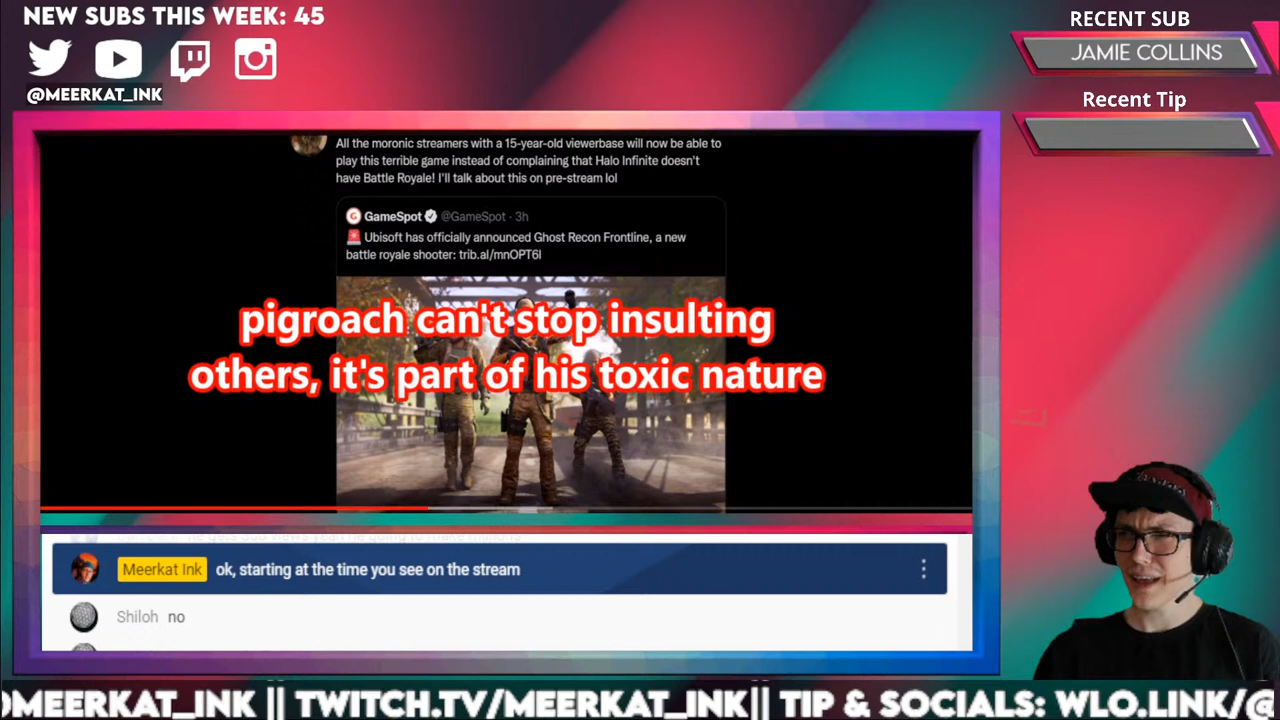 NEW SUBS THIS WEEK: 45
@MEERKAT_INK
RECENT SUB
JAMIE COLLINS
Recent Tip
All the moronic streamers with a 15-year-old viewerbase will now be able to
play this terrible game instead of complaining that Halo Infinite doesn't
have Battle Royale! I'll talk about this on pre-stream lol
GameSpot @GameSpot · 3h
🚨 Ubisoft has officially announced Ghost Recon Frontline, a new
battle royale shooter: trib.al/mnOPT6I
pigroach can't stop insulting
others, it's part of his toxic nature
Meerkat Ink ok, starting at the time you see on the stream
Shiloh no
@MEERKAT_INK || TWITCH.TV/MEERKAT_INK|| TIP & SOCIALS: WLO.LINK/@